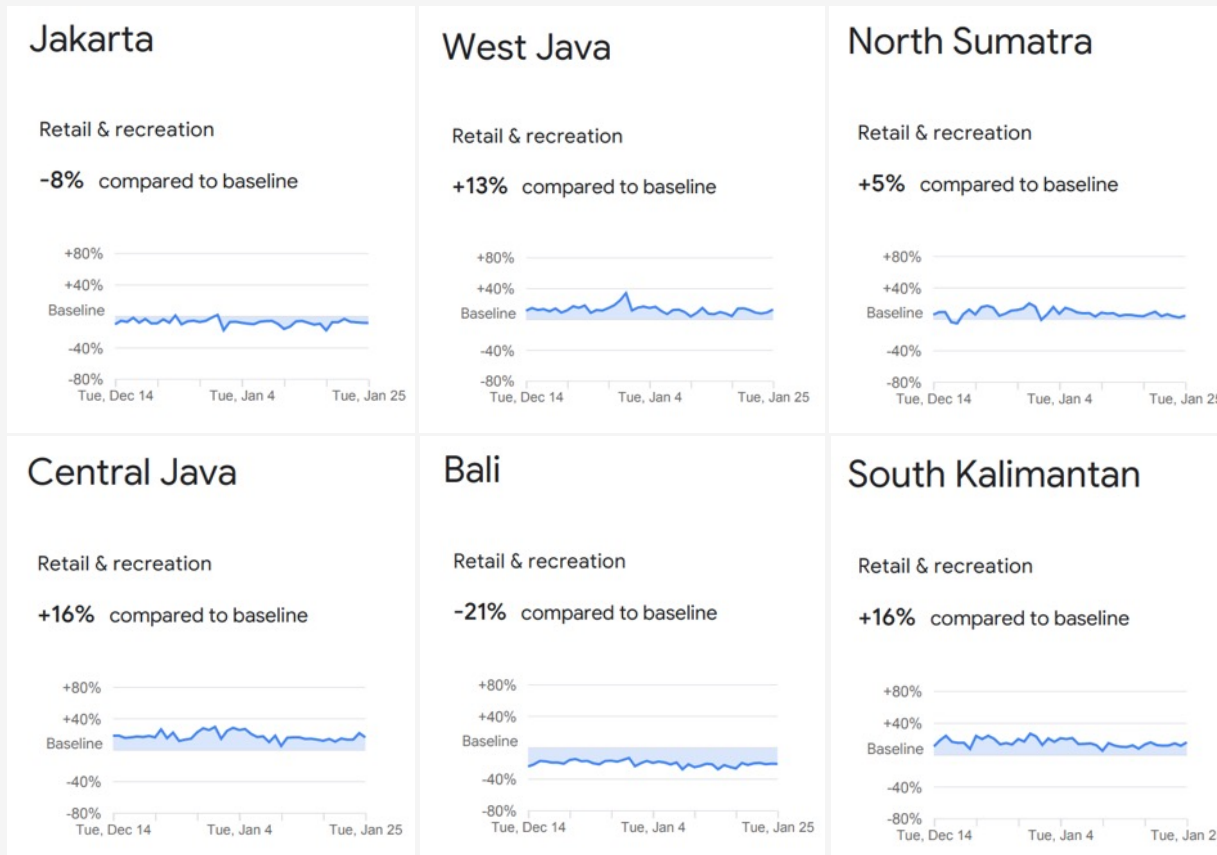 Jakarta
Retail & recreation
-8% compared to baseline
+80%
+40%
Baseline
-40%
-80%
Tue, Dec 14 Tue, Jan 4 Tue, Jan 25
West Java
Retail & recreation
+13% compared to baseline
+80%
+40%
Baseline
-40%
-80%
Tue, Dec 14 Tue, Jan 4 Tue, Jan 25
North Sumatra
Retail & recreation
+5% compared to baseline
+80%
+40%
Baseline
-40%
-80%
Tue, Dec 14 Tue, Jan 4 Tue, Jan 25
Central Java
Retail & recreation
+16% compared to baseline
+80%
+40%
Baseline
-40%
-80%
Tue, Dec 14 Tue, Jan 4 Tue, Jan 25
Bali
Retail & recreation
-21% compared to baseline
+80%
+40%
Baseline
-40%
-80%
Tue, Dec 14 Tue, Jan 4 Tue, Jan 25
South Kalimantan
Retail & recreation
+16% compared to baseline
+80%
+40%
Baseline
-40%
-80%
Tue, Dec 14 Tue, Jan 4 Tue, Jan 2